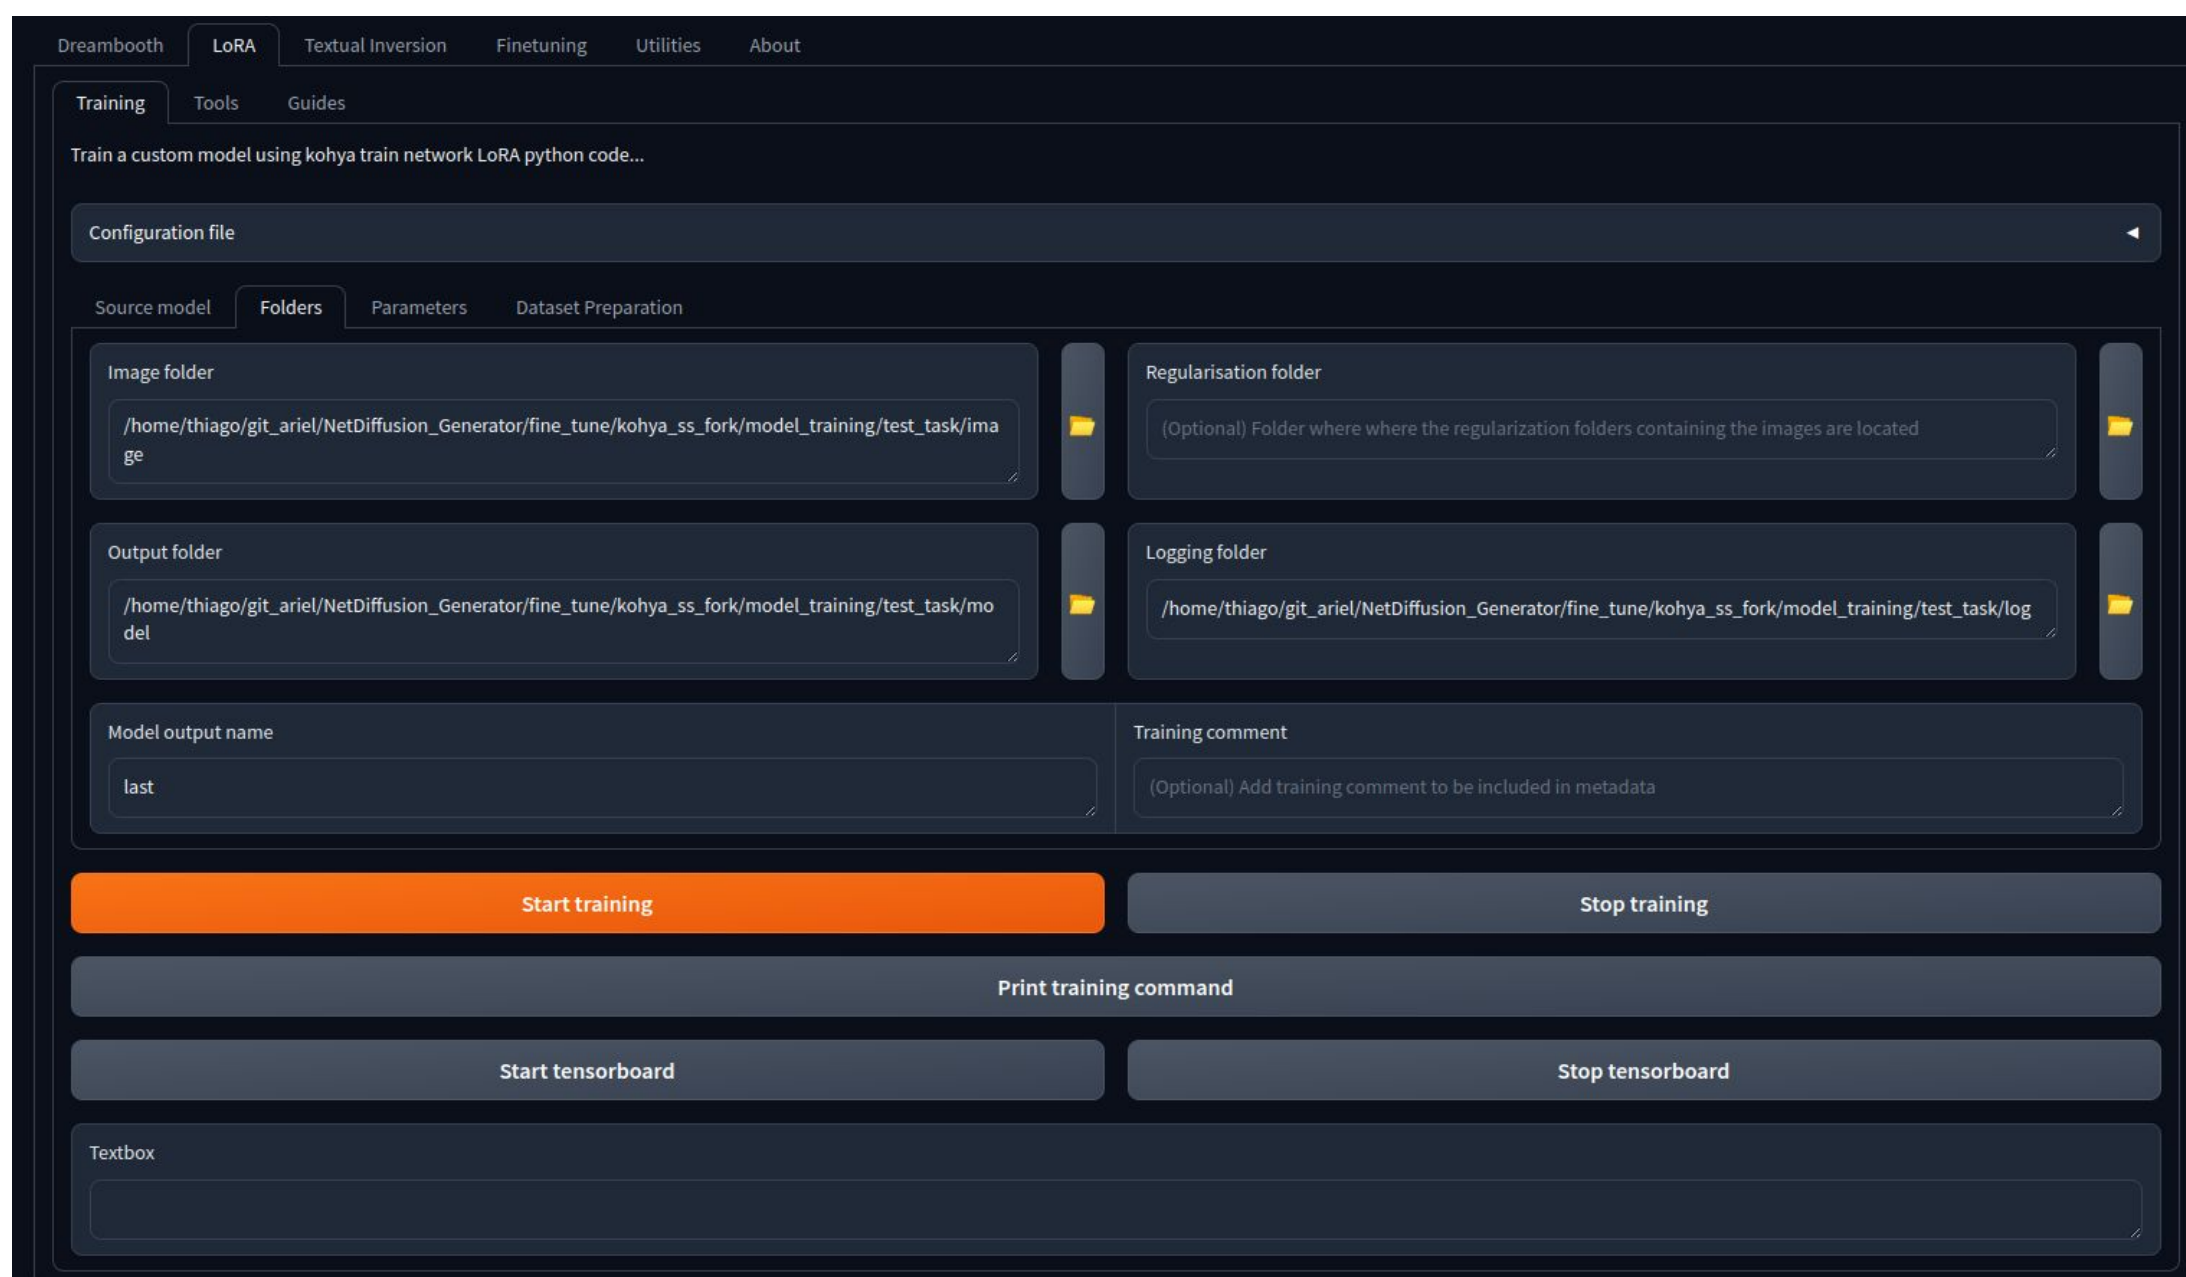 Dreambooth LoRA Textual Inversion Finetuning Utilities About
Training Tools Guides
Train a custom model using kohya train network LoRA python code...
Configuration file
Source model Folders Parameters Dataset Preparation
Image folder
/home/thiago/git_ariel/NetDiffusion_Generator/fine_tune/kohya_ss_fork/model_training/test_task/ima
ge
Regularisation folder
(Optional) Folder where where the regularization folders containing the images are located
Output folder
/home/thiago/git_ariel/NetDiffusion_Generator/fine_tune/kohya_ss_fork/model_training/test_task/mo
del
Logging folder
/home/thiago/git_ariel/NetDiffusion_Generator/fine_tune/kohya_ss_fork/model_training/test_task/log
Model output name
last
Training comment
(Optional) Add training comment to be included in metadata
Start training
Stop training
Print training command
Start tensorboard
Stop tensorboard
Textbox